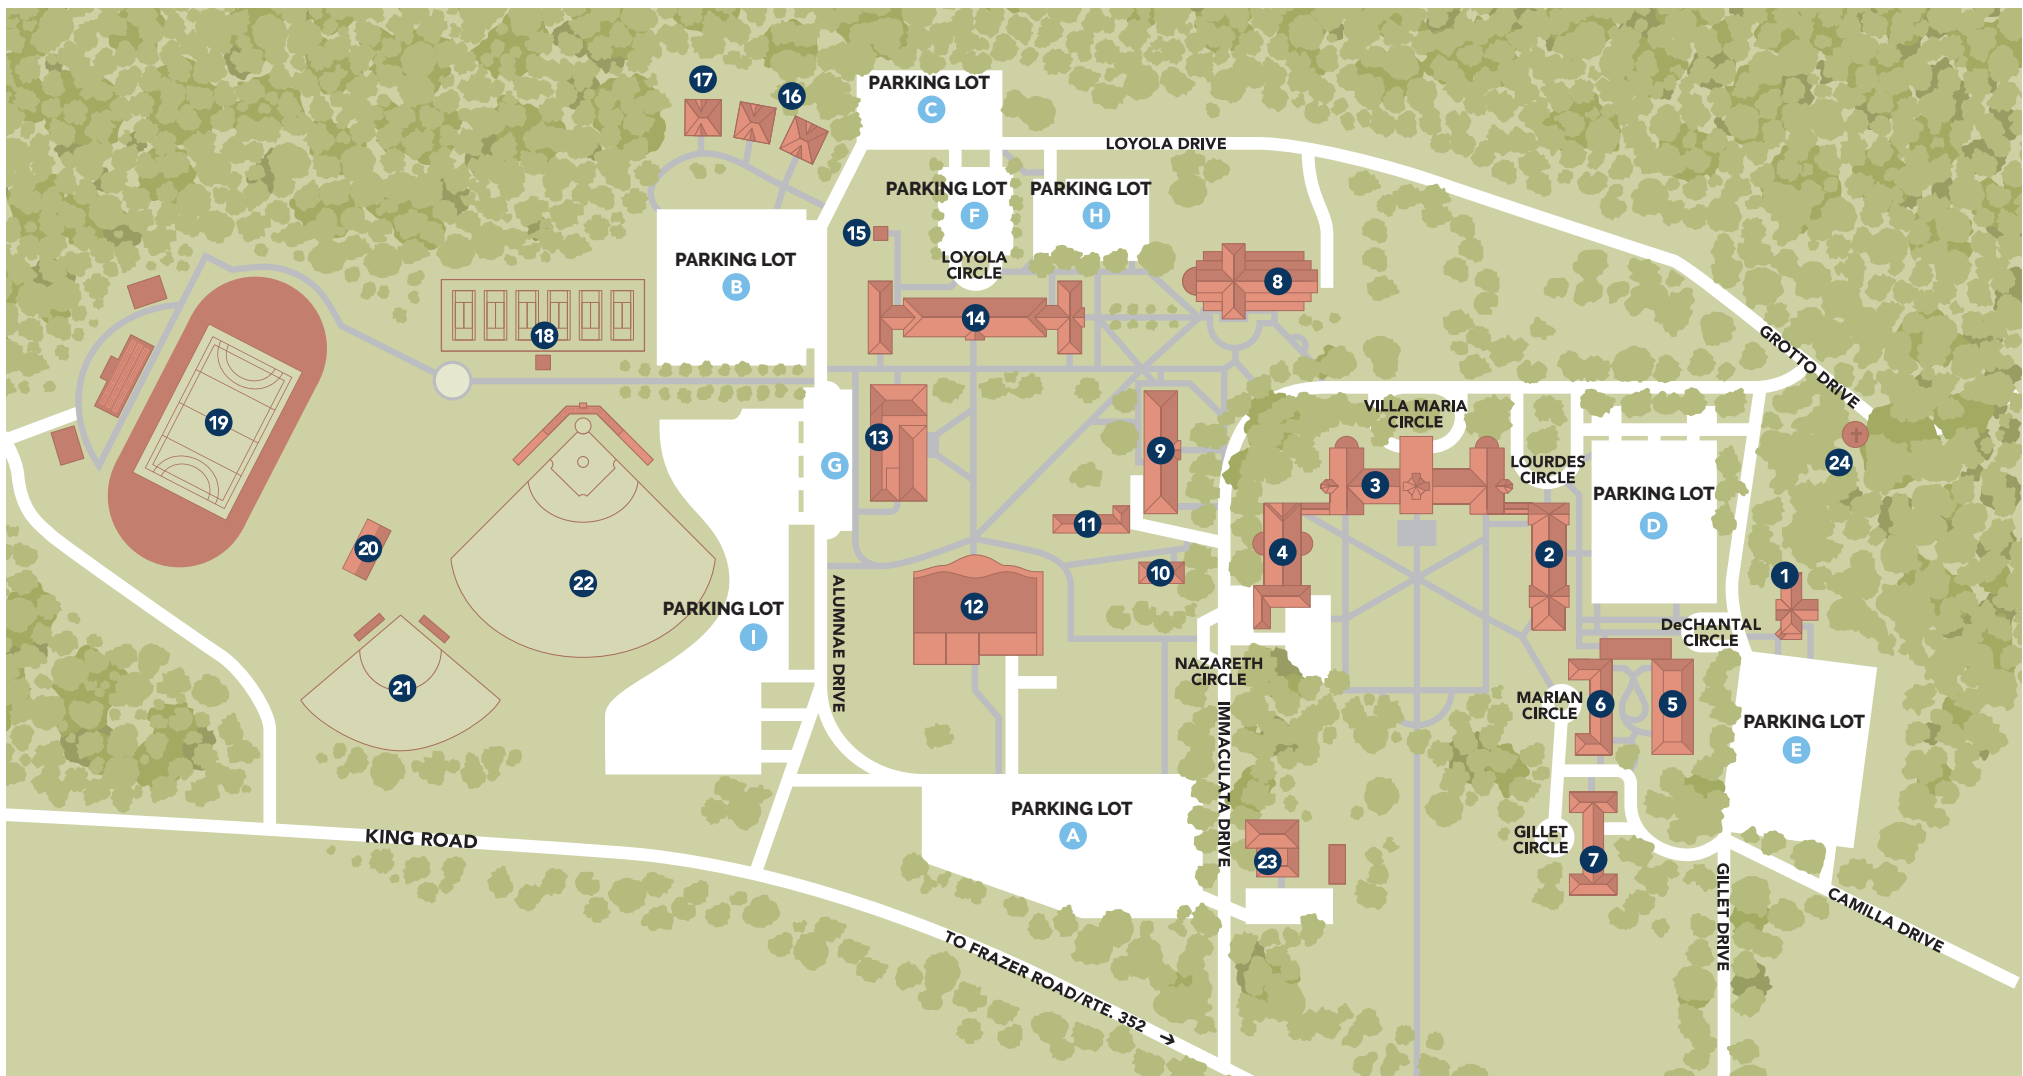 17
16
PARKING LOT
C
LOYOLA DRIVE
PARKING LOT
F
PARKING LOT
H
15
LOYOLA
CIRCLE
PARKING LOT
B
8
14
18
GROTTO DRIVE
19
13
G
9
VILLA MARIA
CIRCLE
3
LOURDES
CIRCLE
24
PARKING LOT
D
11
4
2
20
22
10
1
12
PARKING LOT
I
ALUMNAE DRIVE
DeCHANTAL
CIRCLE
NAZARETH
CIRCLE
21
MARIAN
CIRCLE
6
5
PARKING LOT
E
IMMACULATA DRIVE
PARKING LOT
A
KING ROAD
23
GILLET
CIRCLE
7
GILLET DRIVE
CAMILLA DRIVE
TO FRAZER ROAD/RTE. 352 →